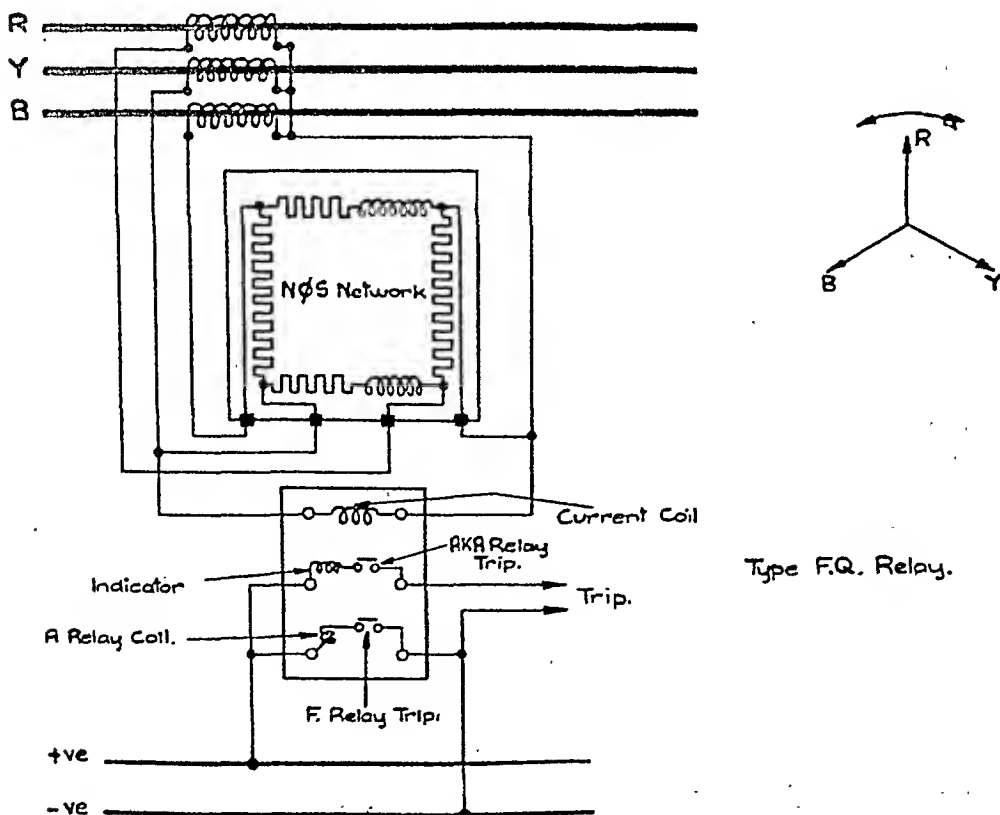 R
Y
B
R
B
Y
NØS Network
Current Coil
AKA Relay
Trip.
Indicator
Type F.Q. Relay.
Trip.
A Relay Coil.
F. Relay Trip.
+ve
-ve